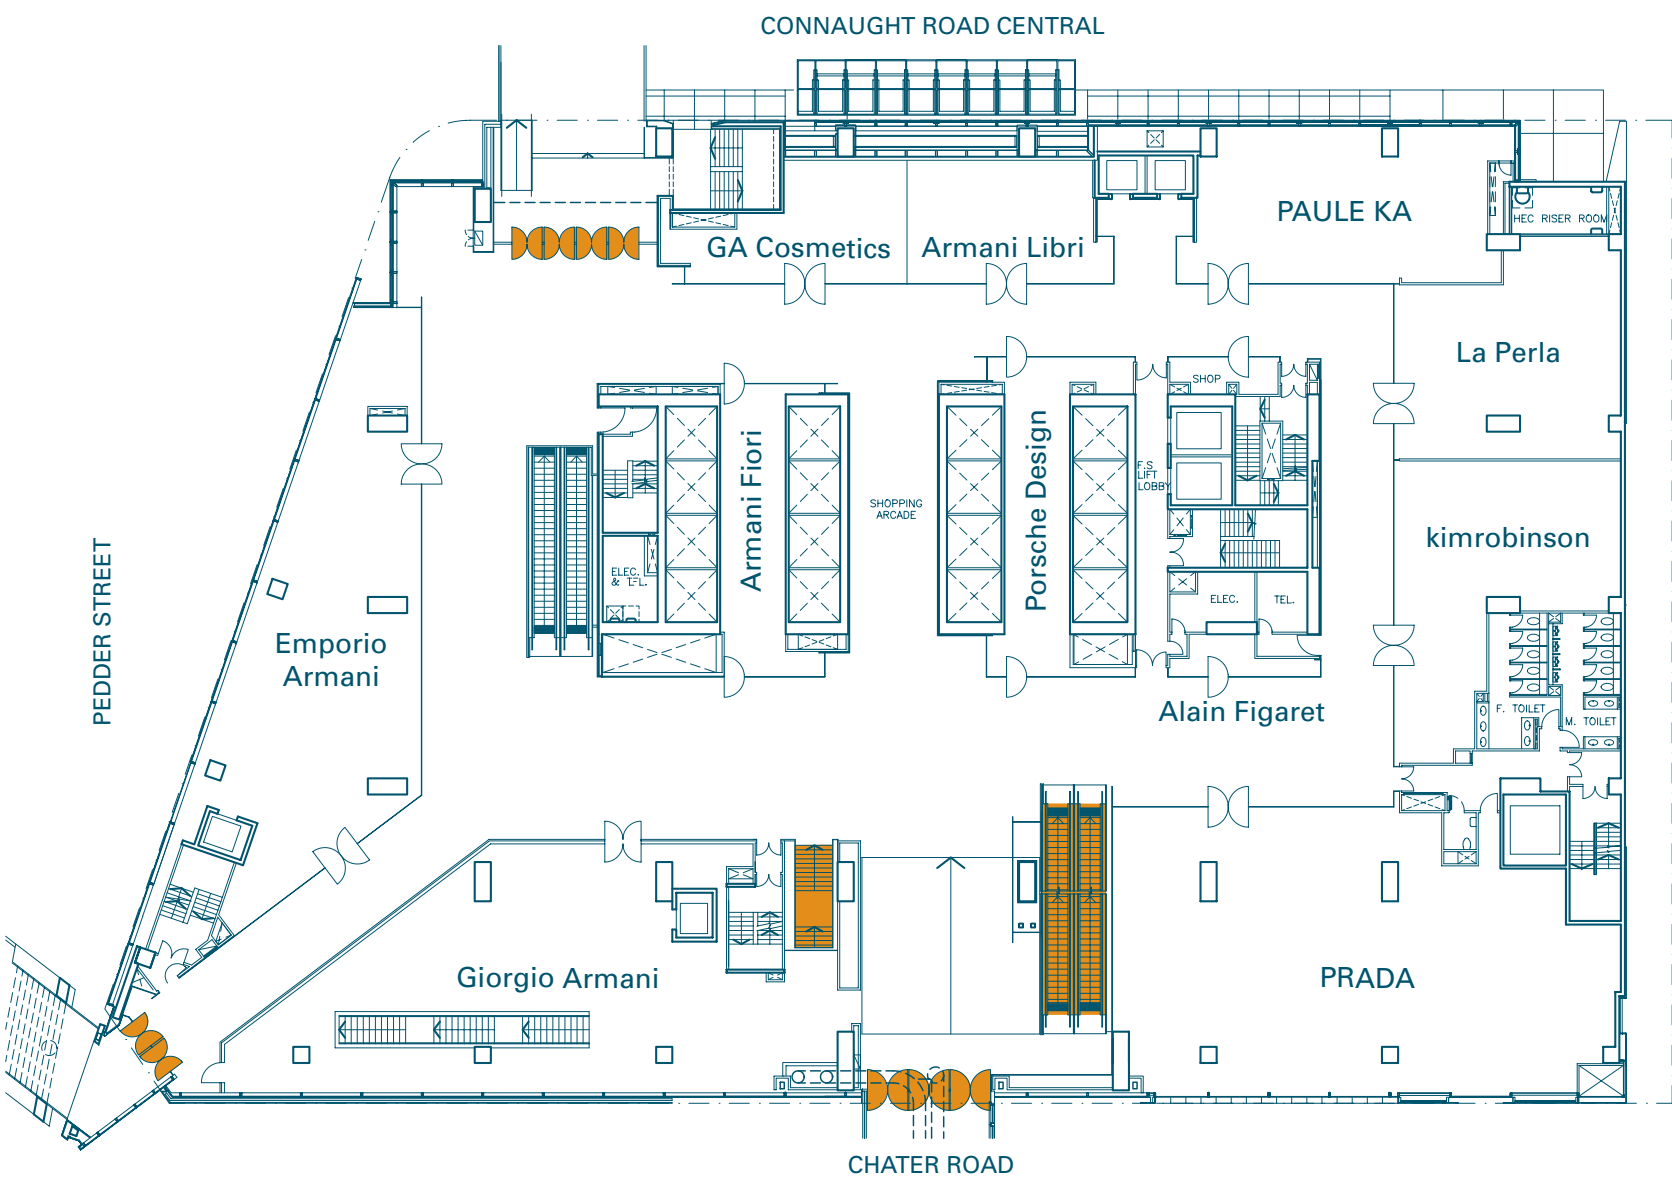 CONNAUGHT ROAD CENTRAL
PAULE KA
HEC RISER ROOM
GA Cosmetics
Armani Libri
La Perla
SHOP
Armani Fiori
Porsche Design
F.S.
LIFT
LOBBY
SHOPPING
ARCADE
kimrobinson
ELEC.
& TEL.
ELEC.
TEL.
PEDDER STREET
Emporio
Armani
Alain Figaret
F. TOILET
M. TOILET
Giorgio Armani
PRADA
CHATER ROAD